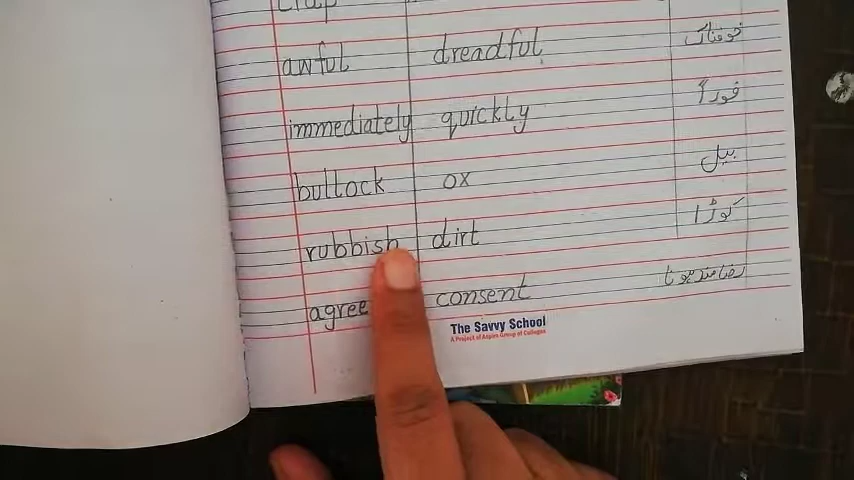 awful dreadful خوفناک
immediately quickly فوراً
bullock ox بیل
rubbish dirt کوڑا
agree consent رضامند ہونا
The Savvy School
A Project of Aspire Group of Colleges